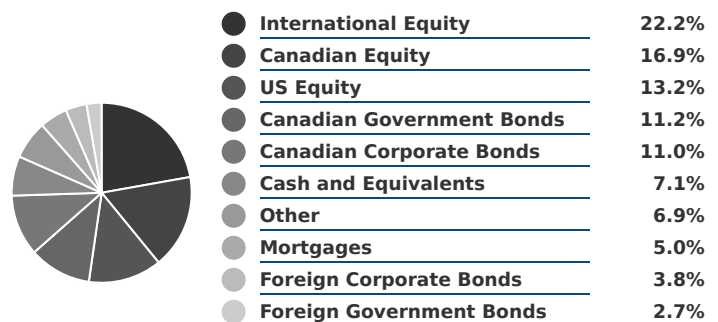 International Equity 22.2%
Canadian Equity 16.9%
US Equity 13.2%
Canadian Government Bonds 11.2%
Canadian Corporate Bonds 11.0%
Cash and Equivalents 7.1%
Other 6.9%
Mortgages 5.0%
Foreign Corporate Bonds 3.8%
Foreign Government Bonds 2.7%